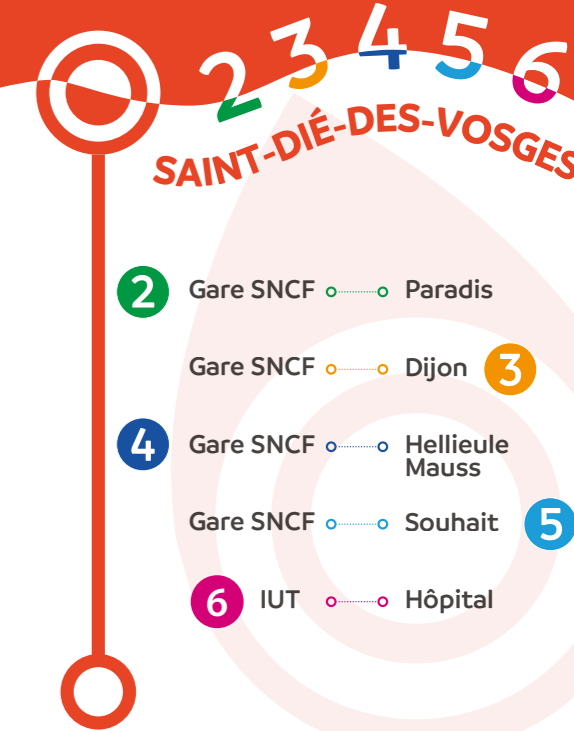 2 3 4 5 6
SAINT-DIÉ-DES-VOSGES
2 Gare SNCF Paradis
Gare SNCF Dijon 3
4 Gare SNCF Hellieule
Mauss
Gare SNCF Souhait 5
6 IUT Hôpital